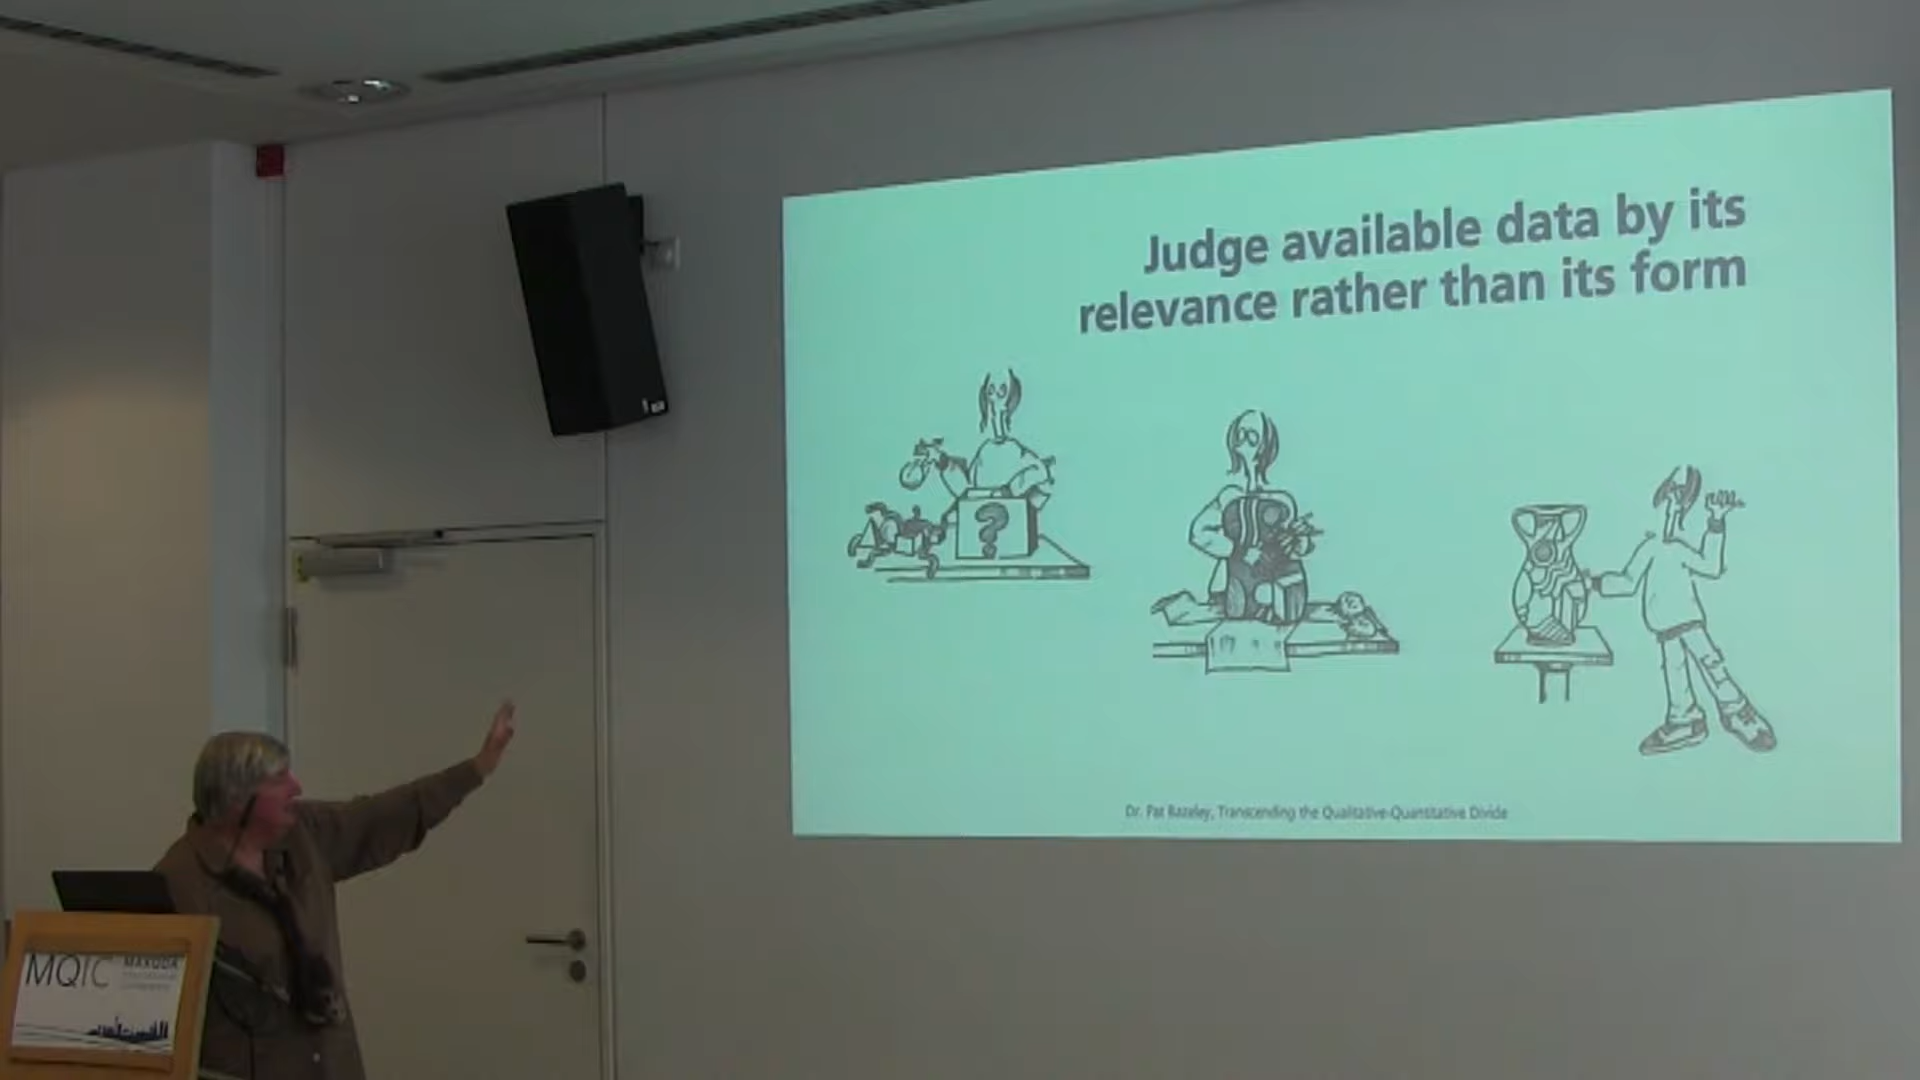 Judge available data by its
relevance rather than its form
?
Dr. Pat Bazeley, Transcending the Qualitative-Quantitative Divide
MQIC
MAXQDA